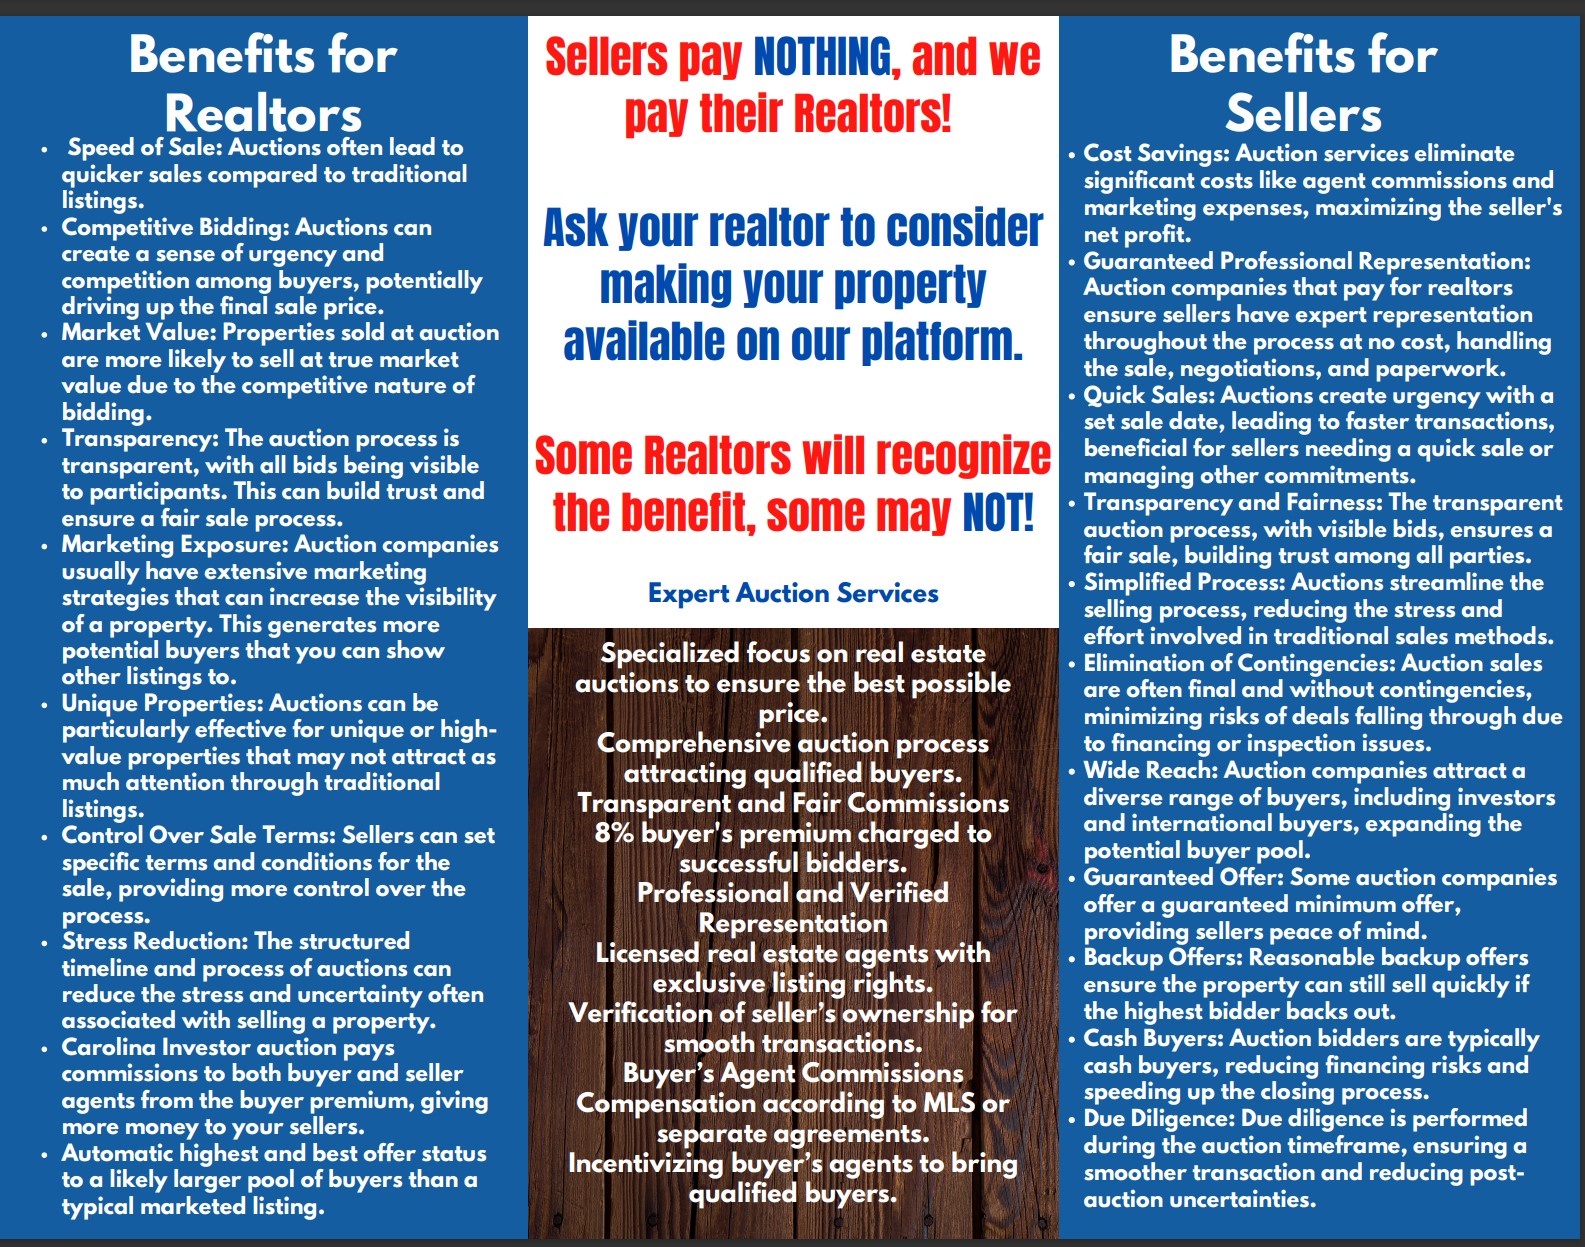 Benefits for
Realtors
• Speed of Sale: Auctions often lead to
quicker sales compared to traditional
listings.
• Competitive Bidding: Auctions can
create a sense of urgency and
competition among buyers, potentially
driving up the final sale price.
• Market Value: Properties sold at auction
are more likely to sell at true market
value due to the competitive nature of
bidding.
• Transparency: The auction process is
transparent, with all bids being visible
to participants. This can build trust and
ensure a fair sale process.
• Marketing Exposure: Auction companies
usually have extensive marketing
strategies that can increase the visibility
of a property. This generates more
potential buyers that you can show
other listings to.
• Unique Properties: Auctions can be
particularly effective for unique or high-
value properties that may not attract as
much attention through traditional
listings.
• Control Over Sale Terms: Sellers can set
specific terms and conditions for the
sale, providing more control over the
process.
• Stress Reduction: The structured
timeline and process of auctions can
reduce the stress and uncertainty often
associated with selling a property.
• Carolina Investor auction pays
commissions to both buyer and seller
agents from the buyer premium, giving
more money to your sellers.
• Automatic highest and best offer status
to a likely larger pool of buyers than a
typical marketed listing.
Sellers pay NOTHING, and we
pay their Realtors!
Ask your realtor to consider
making your property
available on our platform.
Some Realtors will recognize
the benefit, some may NOT!
Expert Auction Services
Specialized focus on real estate
auctions to ensure the best possible
price.
Comprehensive auction process
attracting qualified buyers.
Transparent and Fair Commissions
8% buyer's premium charged to
successful bidders.
Professional and Verified
Representation
Licensed real estate agents with
exclusive listing rights.
Verification of seller’s ownership for
smooth transactions.
Buyer’s Agent Commissions
Compensation according to MLS or
separate agreements.
Incentivizing buyer’s agents to bring
qualified buyers.
Benefits for
Sellers
• Cost Savings: Auction services eliminate
significant costs like agent commissions and
marketing expenses, maximizing the seller's
net profit.
• Guaranteed Professional Representation:
Auction companies that pay for realtors
ensure sellers have expert representation
throughout the process at no cost, handling
the sale, negotiations, and paperwork.
• Quick Sales: Auctions create urgency with a
set sale date, leading to faster transactions,
beneficial for sellers needing a quick sale or
managing other commitments.
• Transparency and Fairness: The transparent
auction process, with visible bids, ensures a
fair sale, building trust among all parties.
• Simplified Process: Auctions streamline the
selling process, reducing the stress and
effort involved in traditional sales methods.
• Elimination of Contingencies: Auction sales
are often final and without contingencies,
minimizing risks of deals falling through due
to financing or inspection issues.
• Wide Reach: Auction companies attract a
diverse range of buyers, including investors
and international buyers, expanding the
potential buyer pool.
• Guaranteed Offer: Some auction companies
offer a guaranteed minimum offer,
providing sellers peace of mind.
• Backup Offers: Reasonable backup offers
ensure the property can still sell quickly if
the highest bidder backs out.
• Cash Buyers: Auction bidders are typically
cash buyers, reducing financing risks and
speeding up the closing process.
• Due Diligence: Due diligence is performed
during the auction timeframe, ensuring a
smoother transaction and reducing post-
auction uncertainties.